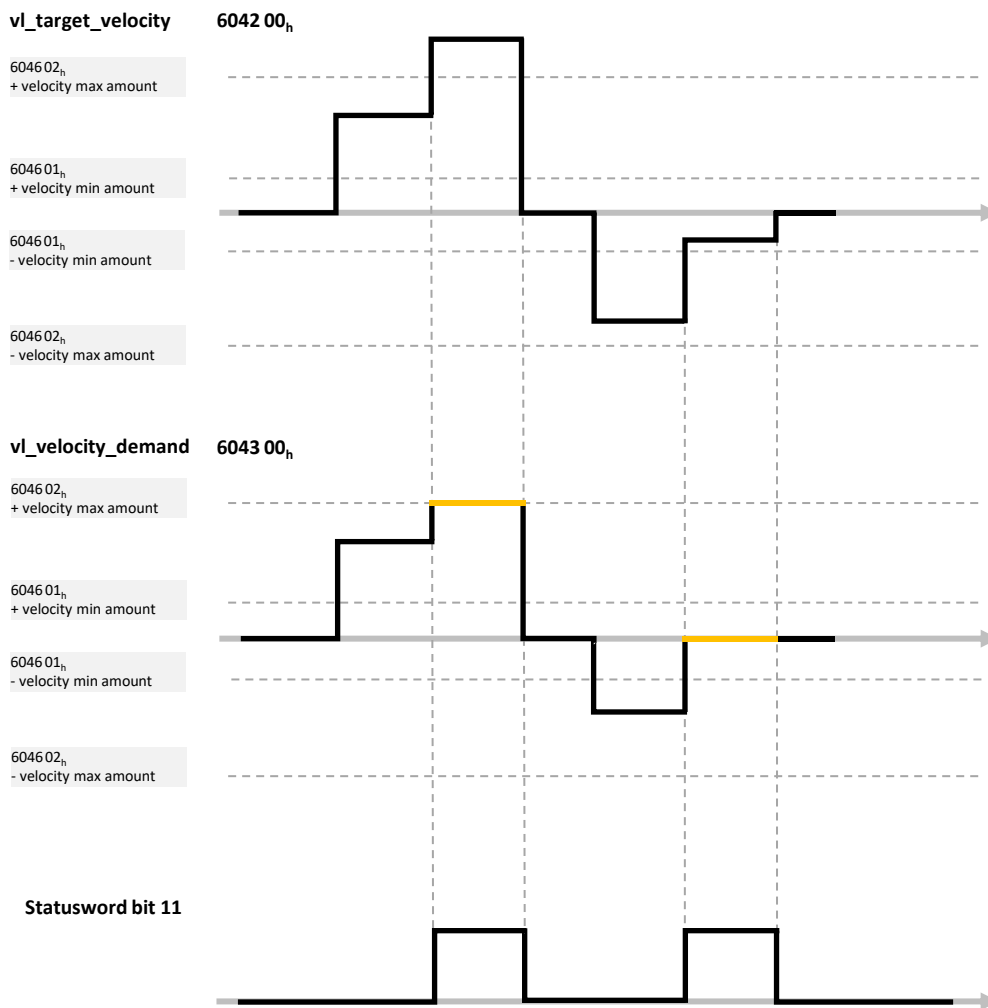 vl_target_velocity 6042 00h
6046 02h
+ velocity max amount
6046 01h
+ velocity min amount
6046 01h
- velocity min amount
6046 02h
- velocity max amount
vl_velocity_demand 6043 00h
6046 02h
+ velocity max amount
6046 01h
+ velocity min amount
6046 01h
- velocity min amount
6046 02h
- velocity max amount
Statusword bit 11